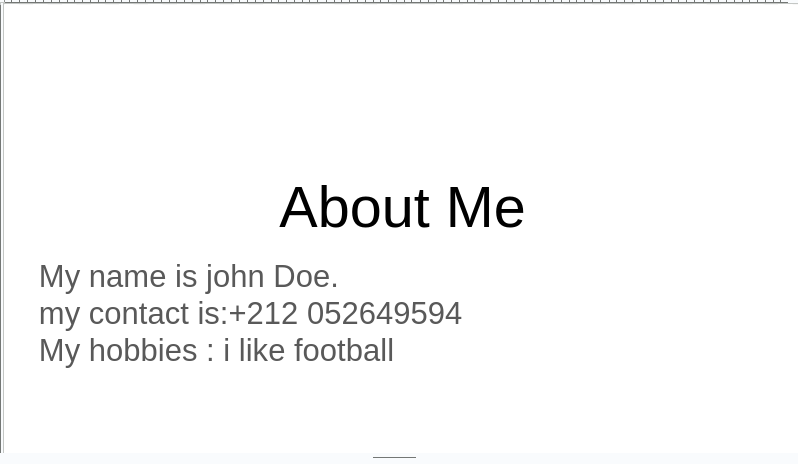 About Me
My name is john Doe.
my contact is:+212 052649594
My hobbies : i like football